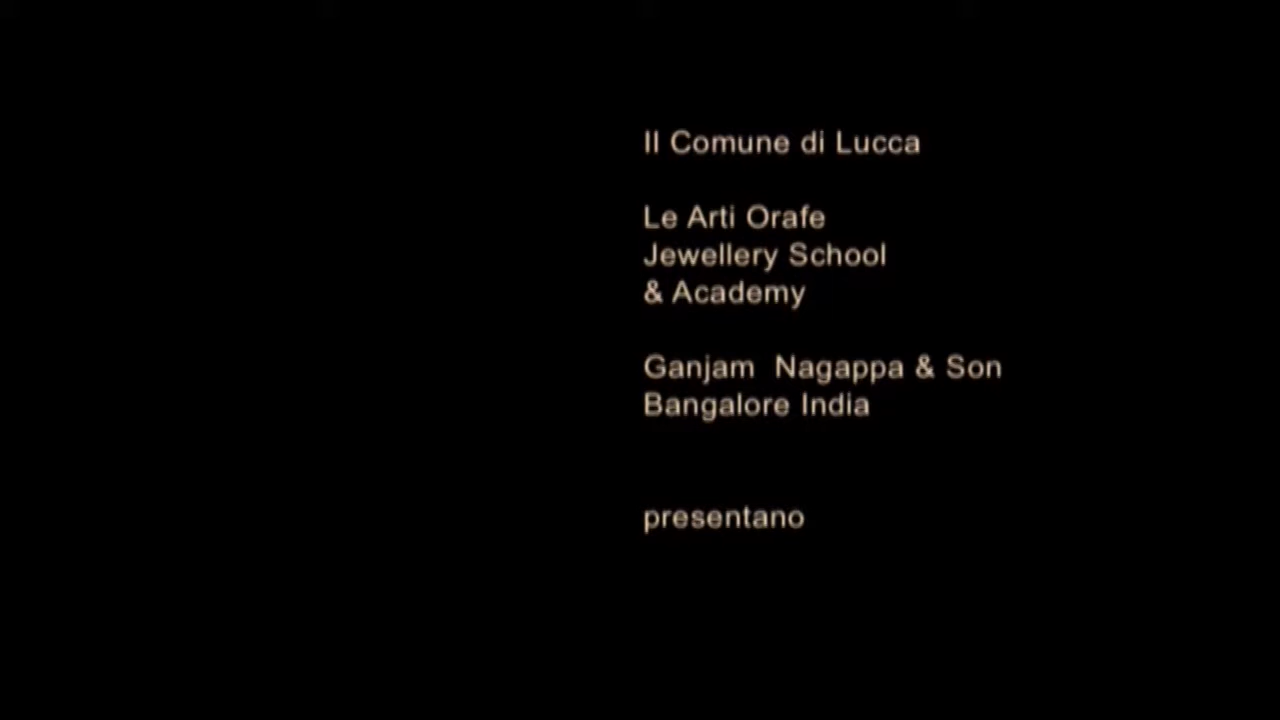 Il Comune di Lucca
Le Arti Orafe
Jewellery School
& Academy
Ganjam Nagappa & Son
Bangalore India
presentano